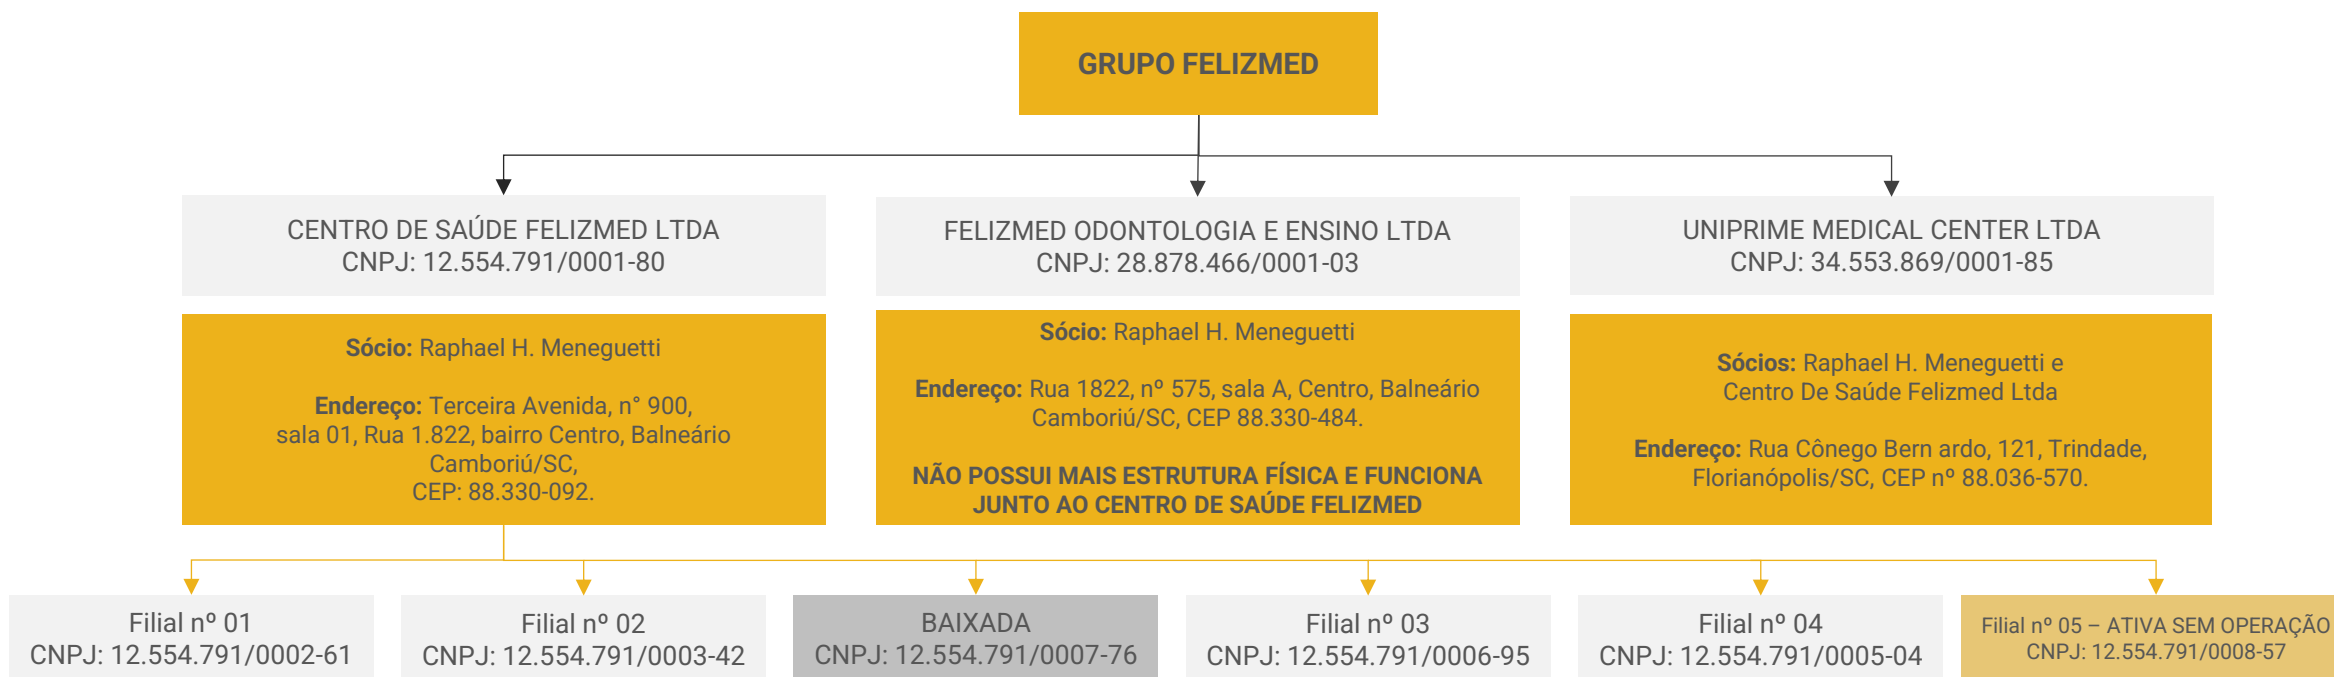 GRUPO FELIZMED
CENTRO DE SAÚDE FELIZMED LTDA
CNPJ: 12.554.791/0001-80
FELIZMED ODONTOLOGIA E ENSINO LTDA
CNPJ: 28.878.466/0001-03
UNIPRIME MEDICAL CENTER LTDA
CNPJ: 34.553.869/0001-85
Sócio: Raphael H. Meneguetti
Endereço: Terceira Avenida, n° 900,
sala 01, Rua 1.822, bairro Centro, Balneário
Camboriú/SC,
CEP: 88.330-092.
Sócio: Raphael H. Meneguetti
Endereço: Rua 1822, nº 575, sala A, Centro, Balneário
Camboriú/SC, CEP 88.330-484.
NÃO POSSUI MAIS ESTRUTURA FÍSICA E FUNCIONA
JUNTO AO CENTRO DE SAÚDE FELIZMED
Sócios: Raphael H. Meneguetti e
Centro De Saúde Felizmed Ltda
Endereço: Rua Cônego Bern ardo, 121, Trindade,
Florianópolis/SC, CEP nº 88.036-570.
Filial nº 01
CNPJ: 12.554.791/0002-61
Filial nº 02
CNPJ: 12.554.791/0003-42
BAIXADA
CNPJ: 12.554.791/0007-76
Filial nº 03
CNPJ: 12.554.791/0006-95
Filial nº 04
CNPJ: 12.554.791/0005-04
Filial nº 05 – ATIVA SEM OPERAÇÃO
CNPJ: 12.554.791/0008-57